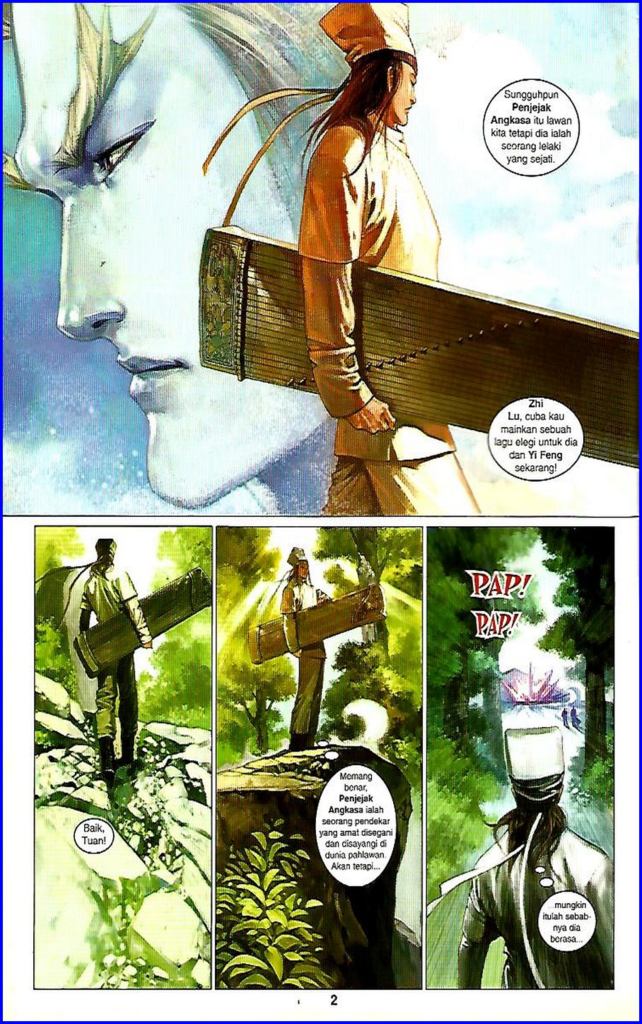 Sungguhpun
Penjejak
Angkasa itu lawan
kita tetapi dia ialah
seorang lelaki
yang sejati.
Zhi
Lu, cuba kau
mainkan sebuah
lagu elegi untuk dia
dan Yi Feng
sekarang!
Baik,
Tuan!
Memang
benar,
Penjejak
Angkasa ialah
seorang pendekar
yang amat disegani
dan disayangi di
dunia pahlawan.
Akan tetapi...
PAP!
PAP!
...mungkin
itulah sebab-
nya dia
berasa...
2